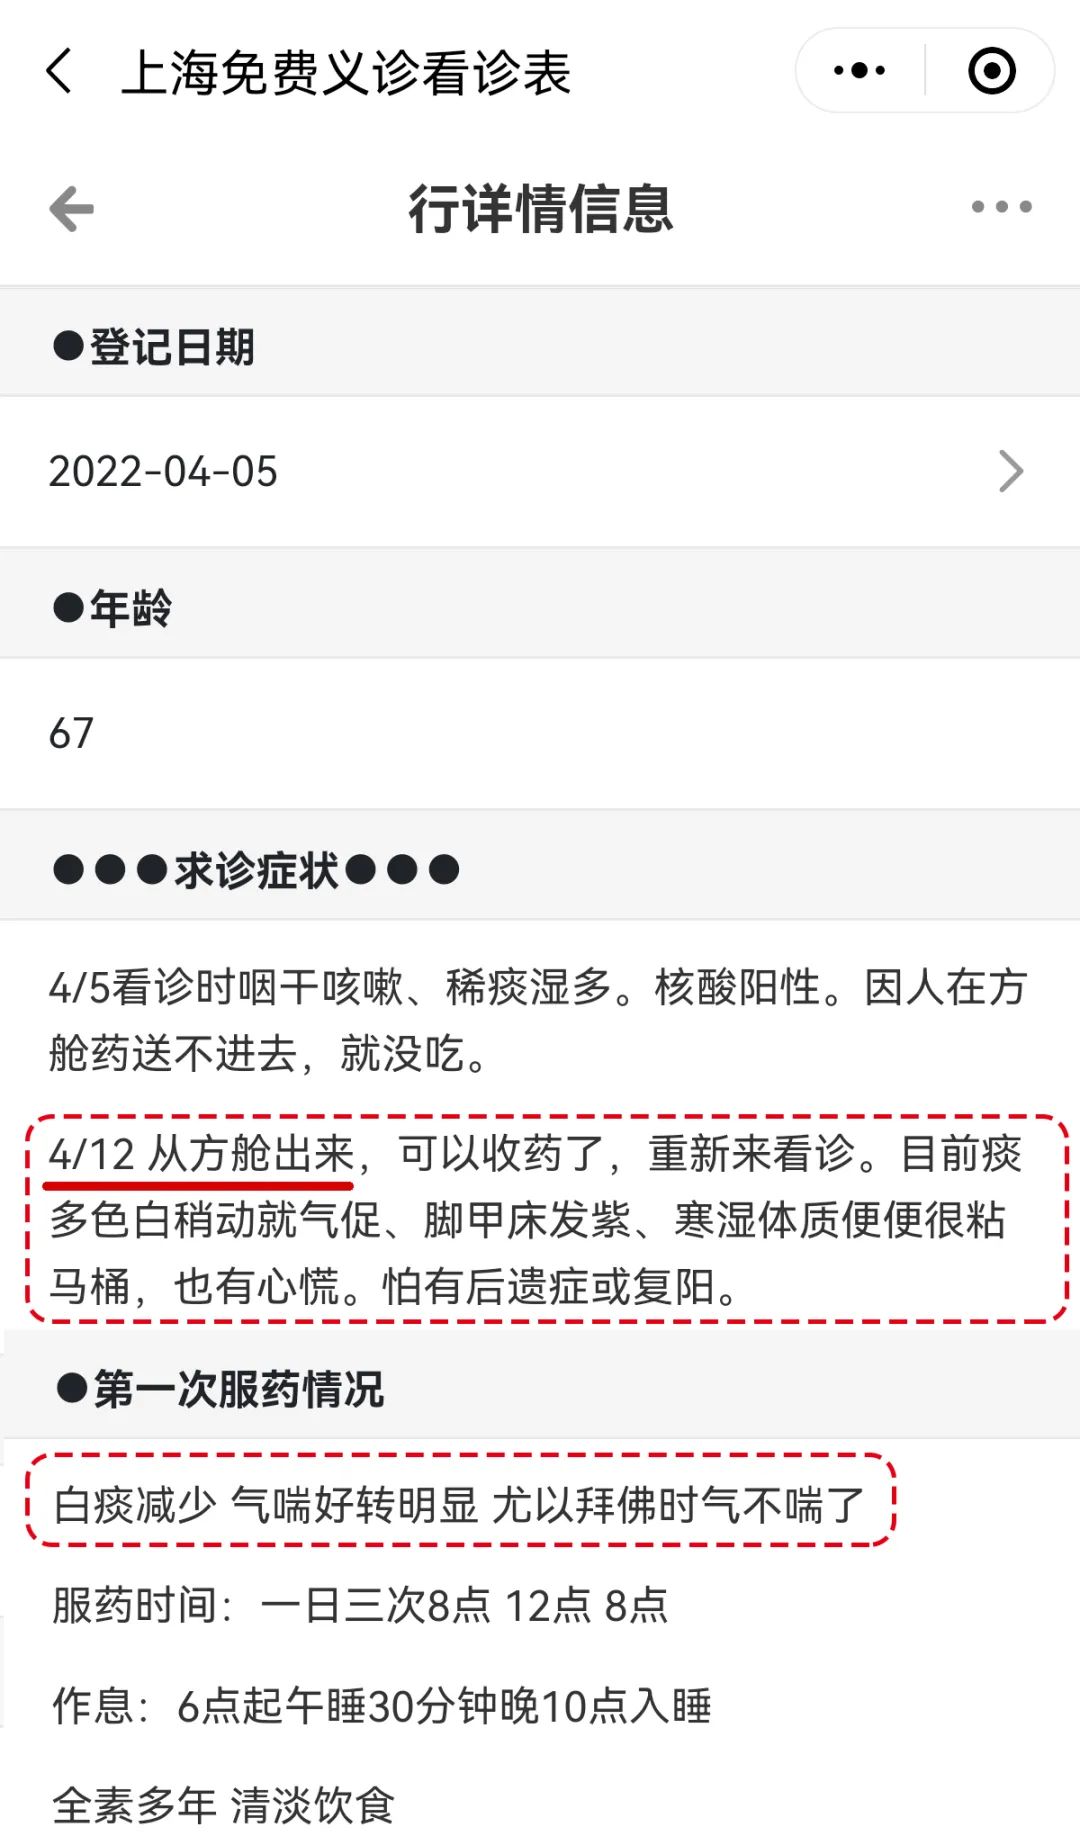 上海免费义诊看诊表
行详情信息
●登记日期
2022-04-05
●年龄
67
●●●求诊症状●●●
4/5看诊时咽干咳嗽、稀痰湿多。核酸阳性。因人在方
舱药送不进去，就没吃。
4/12 从方舱出来，可以收药了，重新来看诊。目前痰
多色白稍动就气促、脚甲床发紫、寒湿体质便便很粘
马桶，也有心慌。怕有后遗症或复阳。
●第一次服药情况
白痰减少 气喘好转明显 尤以拜佛时气不喘了
服药时间：一日三次8点 12点 8点
作息：6点起午睡30分钟晚10点入睡
全素多年 清淡饮食